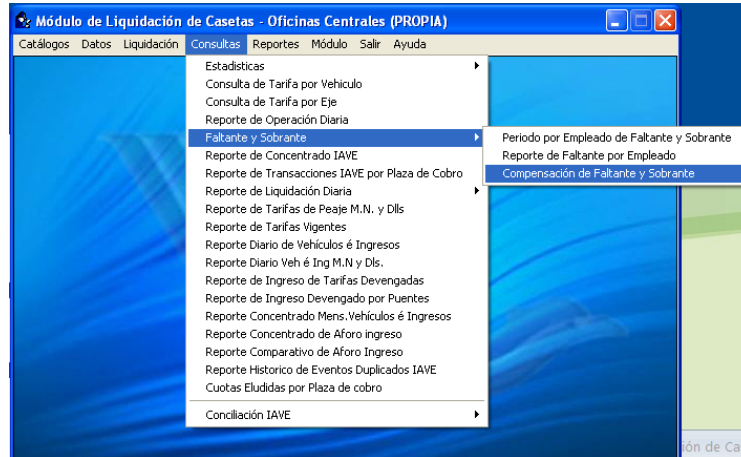 Módulo de Liquidación de Casetas - Oficinas Centrales (PROPIA)
Catálogos Datos Liquidación Consultas Reportes Módulo Salir Ayuda
Estadisticas
Consulta de Tarifa por Vehiculo
Consulta de Tarifa por Eje
Reporte de Operación Diaria
Faltante y Sobrante
Periodo por Empleado de Faltante y Sobrante
Reporte de Faltante por Empleado
Compensación de Faltante y Sobrante
Reporte de Concentrado IAVE
Reporte de Transacciones IAVE por Plaza de Cobro
Reporte de Liquidación Diaria
Reporte de Tarifas de Peaje M.N. y Dlls
Reporte de Tarifas Vigentes
Reporte Diario de Vehículos é Ingresos
Reporte Diario Veh é Ing M.N y Dls.
Reporte de Ingreso de Tarifas Devengadas
Reporte de Ingreso Devengado por Puentes
Reporte Concentrado Mens.Vehículos é Ingresos
Reporte Concentrado de Aforo ingreso
Reporte Comparativo de Aforo Ingreso
Reporte Historico de Eventos Duplicados IAVE
Cuotas Eludidas por Plaza de cobro
Conciliación IAVE
ión de Ca